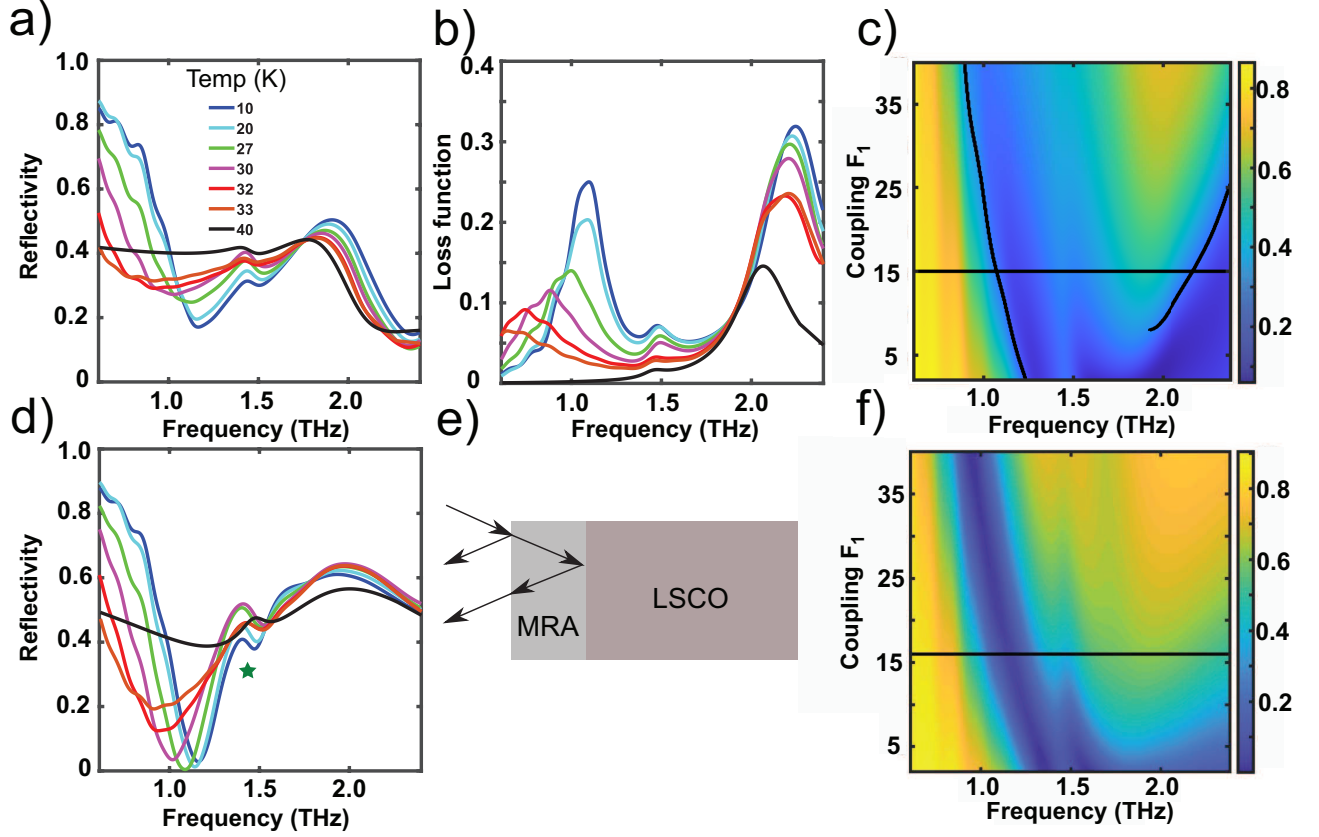 a)
1.0
0.8
0.6
0.4
0.2
0
Reflectivity
Temp (K)
10
20
27
30
32
33
40
1.0
1.5
2.0
Frequency (THz)
b)
0.4
0.3
0.2
0.1
0
Loss function
1.0
1.5
2.0
Frequency (THz)
c)
35
25
15
5
Coupling F1
1.0
1.5
2.0
Frequency (THz)
0.8
0.6
0.4
0.2
d)
1.0
0.8
0.6
0.4
0.2
0
Reflectivity
1.0
1.5
2.0
Frequency (THz)
e)
MRA
LSCO
f)
35
25
15
5
Coupling F1
1.0
1.5
2.0
Frequency (THz)
0.8
0.6
0.4
0.2